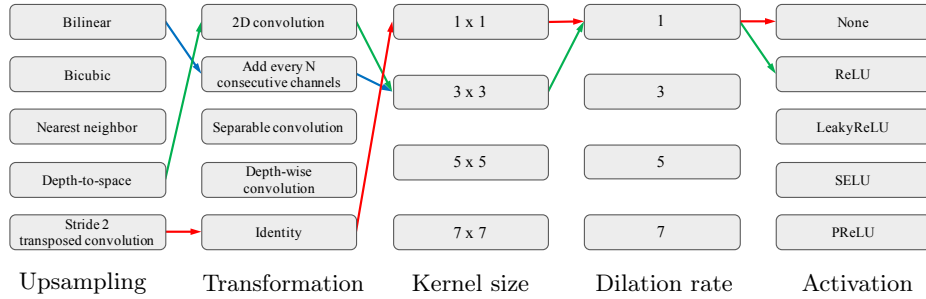 Bilinear
Bicubic
Nearest neighbor
Depth-to-space
Stride 2
transposed convolution
Upsampling
2D convolution
Add every N
consecutive channels
Separable convolution
Depth-wise
convolution
Identity
Transformation
1 x 1
3 x 3
5 x 5
7 x 7
Kernel size
1
3
5
7
Dilation rate
None
ReLU
LeakyReLU
SELU
PReLU
Activation